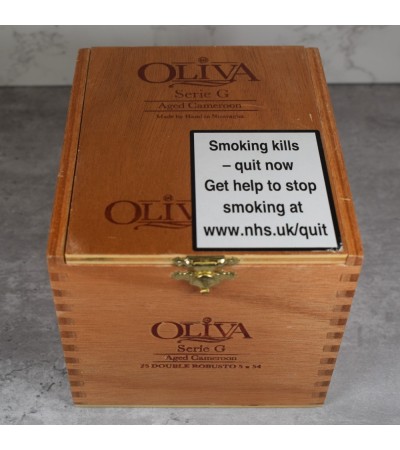 OLIVA
Serie G
Aged Cameroon
Made by Hand in Nicaragua
OLIVA
Smoking kills
– quit now
Get help to stop
smoking at
www.nhs.uk/quit
OLIVA
Serie G
Aged Cameroon
25 DOUBLE ROBUSTO 5 x 54